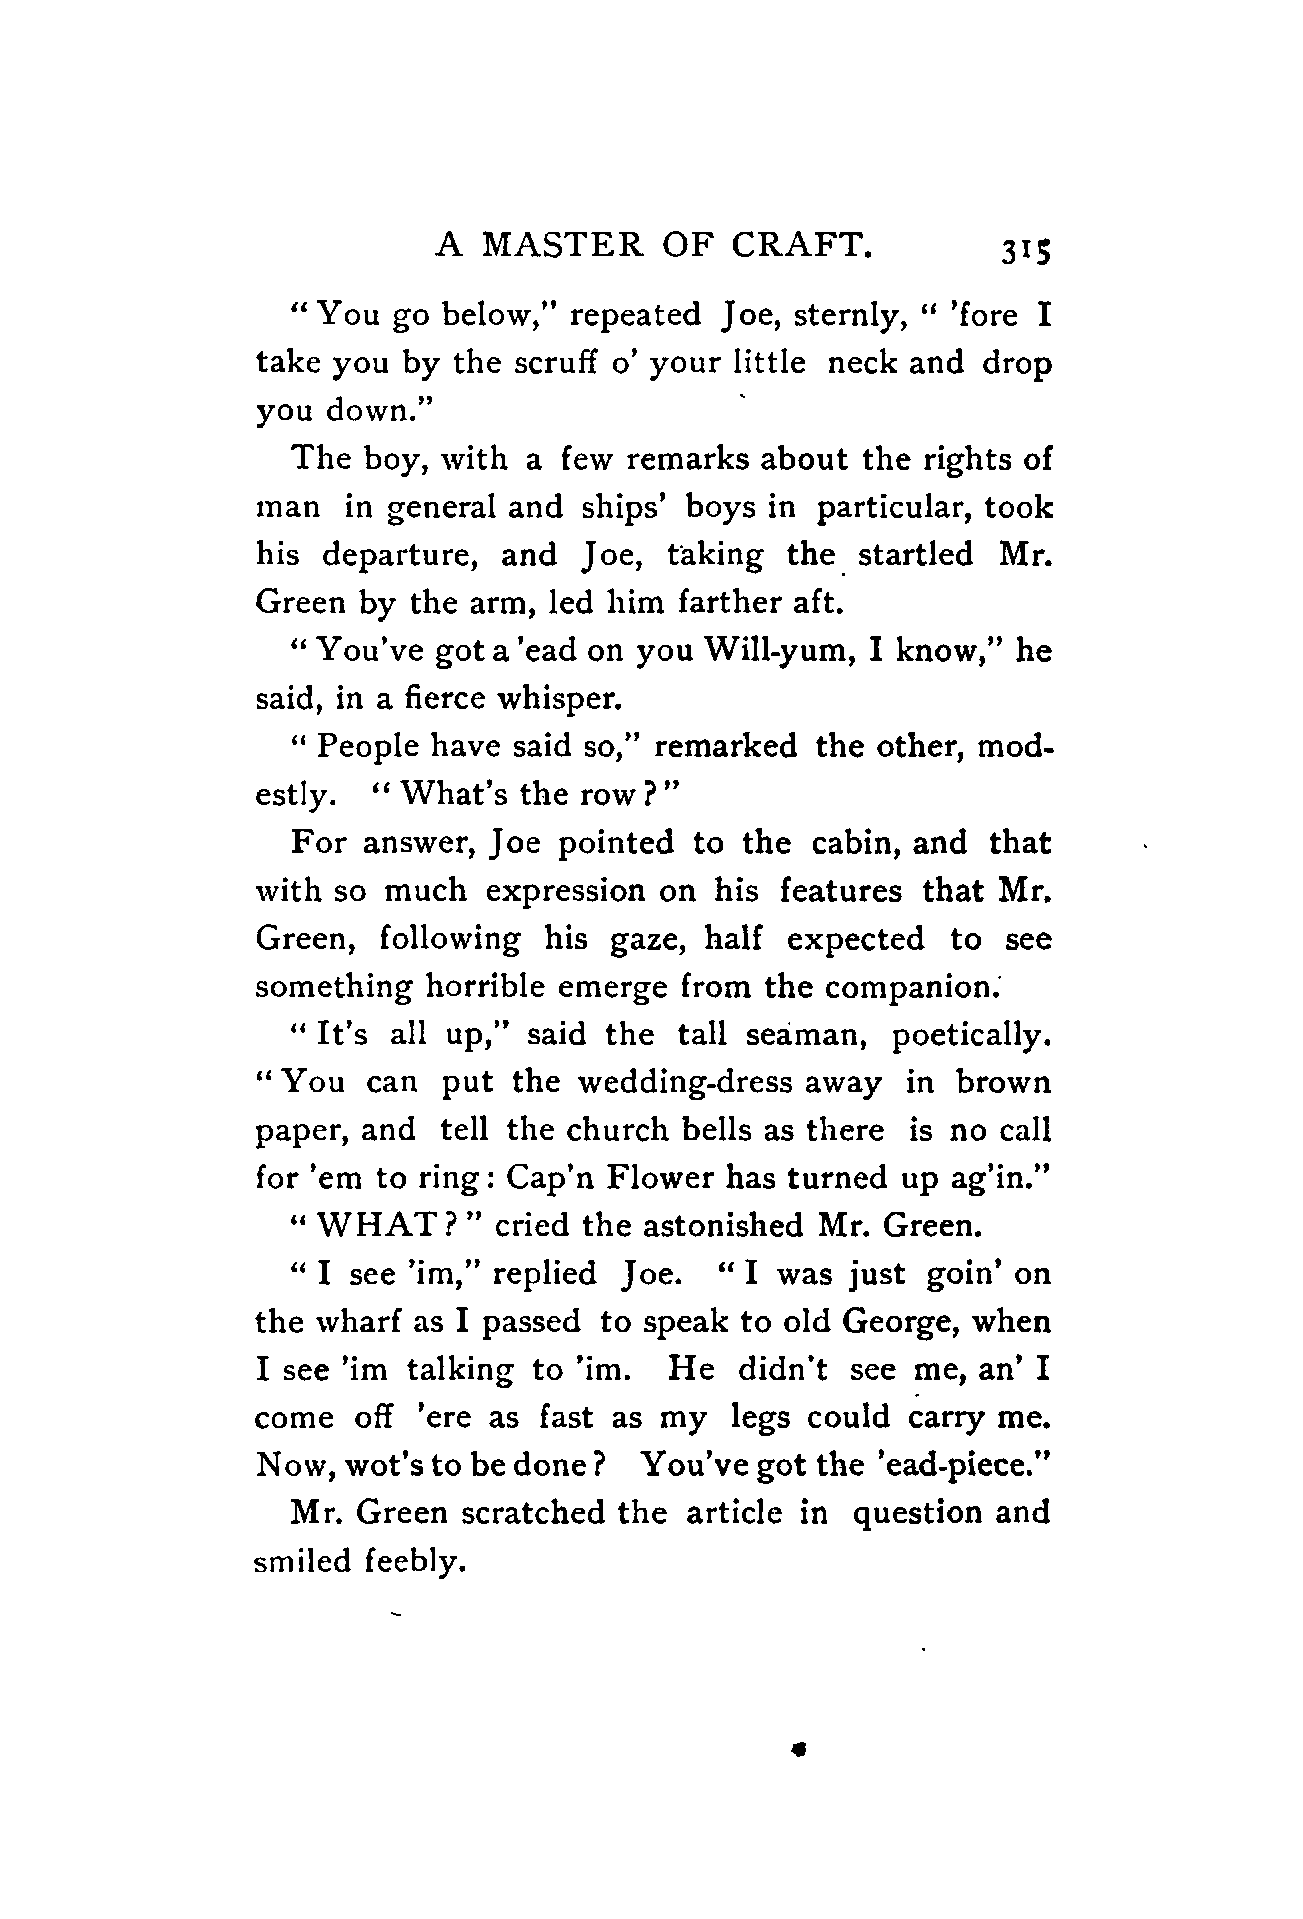 A MASTER OF CRAFT. 315
“ You go below,” repeated Joe, sternly, “ ’fore I
take you by the scruff o’ your little neck and drop
you down.”
The boy, with a few remarks about the rights of
man in general and ships’ boys in particular, took
his departure, and Joe, taking the startled Mr.
Green by the arm, led him farther aft.
“ You’ve got a ’ead on you Will-yum, I know,” he
said, in a fierce whisper.
“ People have said so,” remarked the other, mod-
estly. “ What’s the row ? ”
For answer, Joe pointed to the cabin, and that
with so much expression on his features that Mr.
Green, following his gaze, half expected to see
something horrible emerge from the companion.
“ It’s all up,” said the tall seaman, poetically.
“ You can put the wedding-dress away in brown
paper, and tell the church bells as there is no call
for ’em to ring : Cap’n Flower has turned up ag’in.”
“ WHAT ? ” cried the astonished Mr. Green.
“ I see ’im,” replied Joe. “ I was just goin’ on
the wharf as I passed to speak to old George, when
I see ’im talking to ’im. He didn’t see me, an’ I
come off ’ere as fast as my legs could carry me.
Now, wot’s to be done ? You’ve got the ’ead-piece.”
Mr. Green scratched the article in question and
smiled feebly.